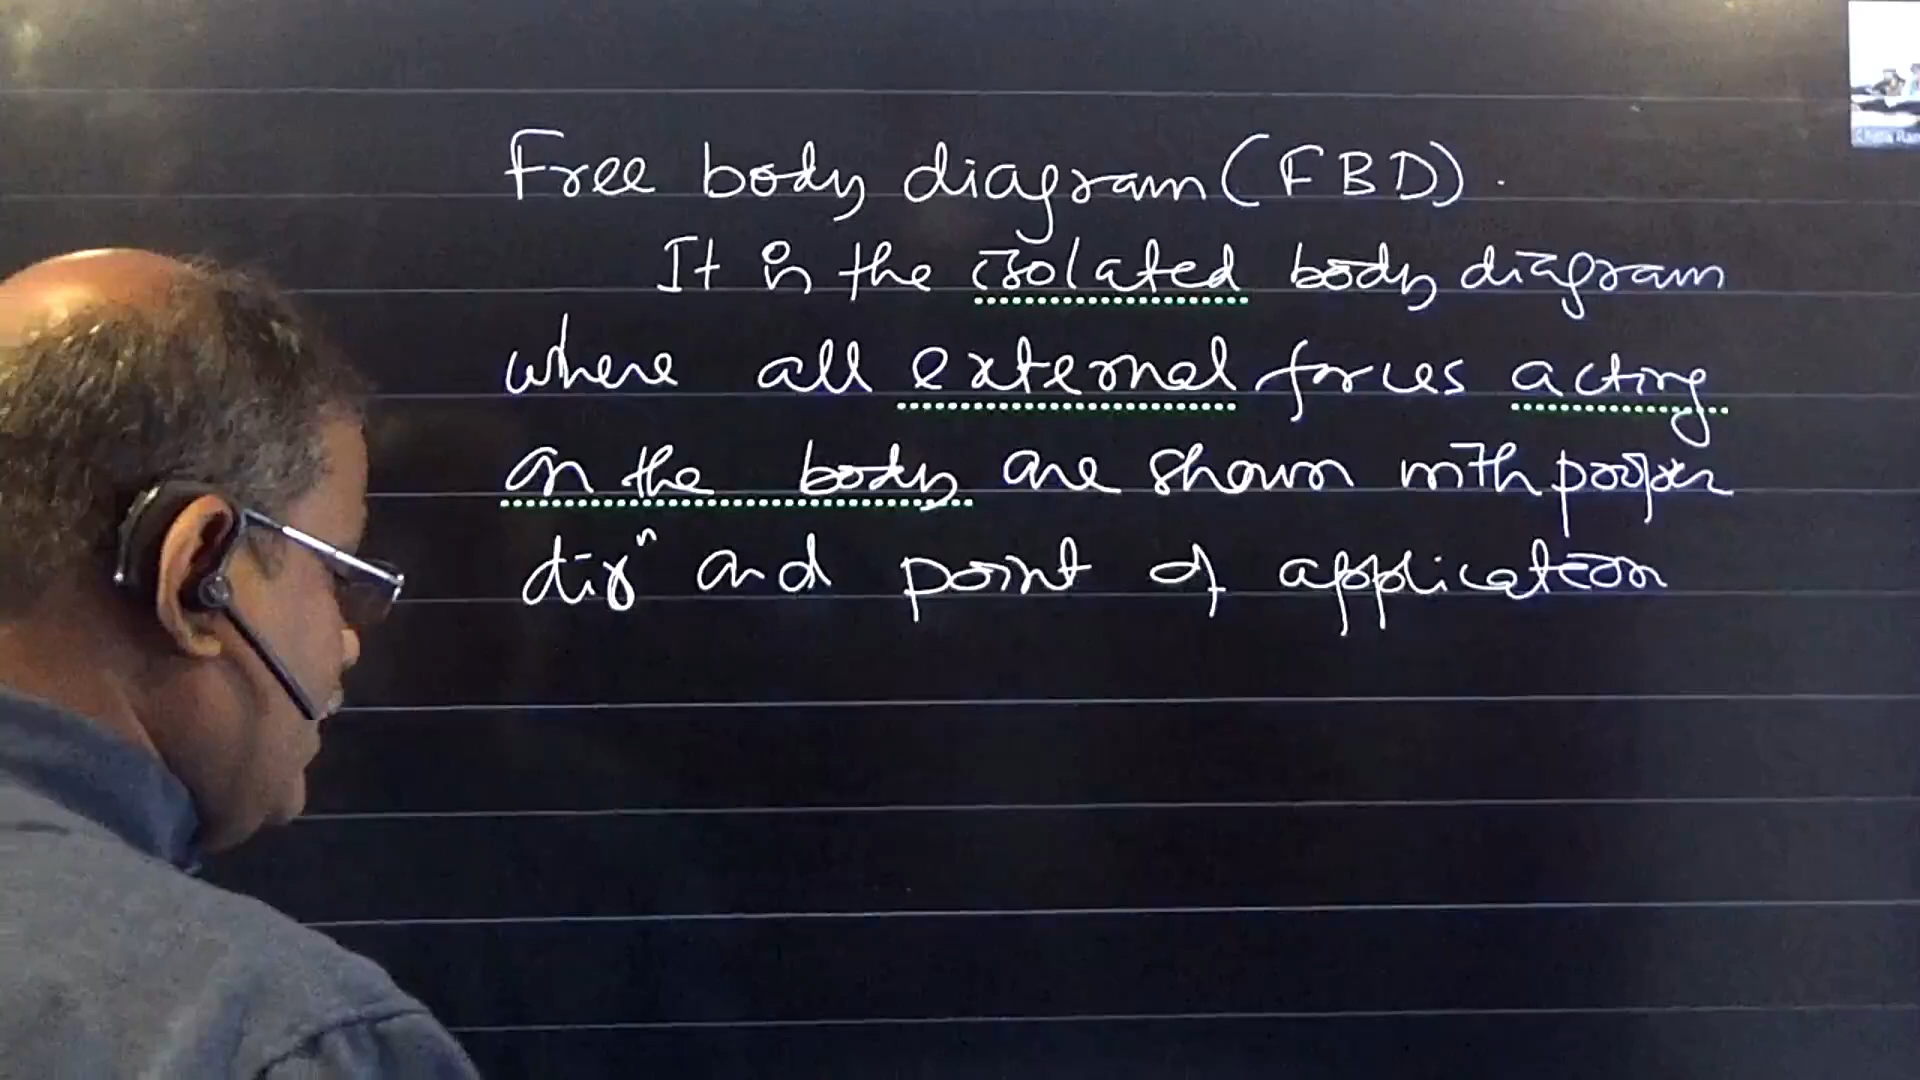 Free body diagram (FBD).
It is the isolated body diagram
where all external forces acting
on the body are shown with proper
dirⁿ and point of application